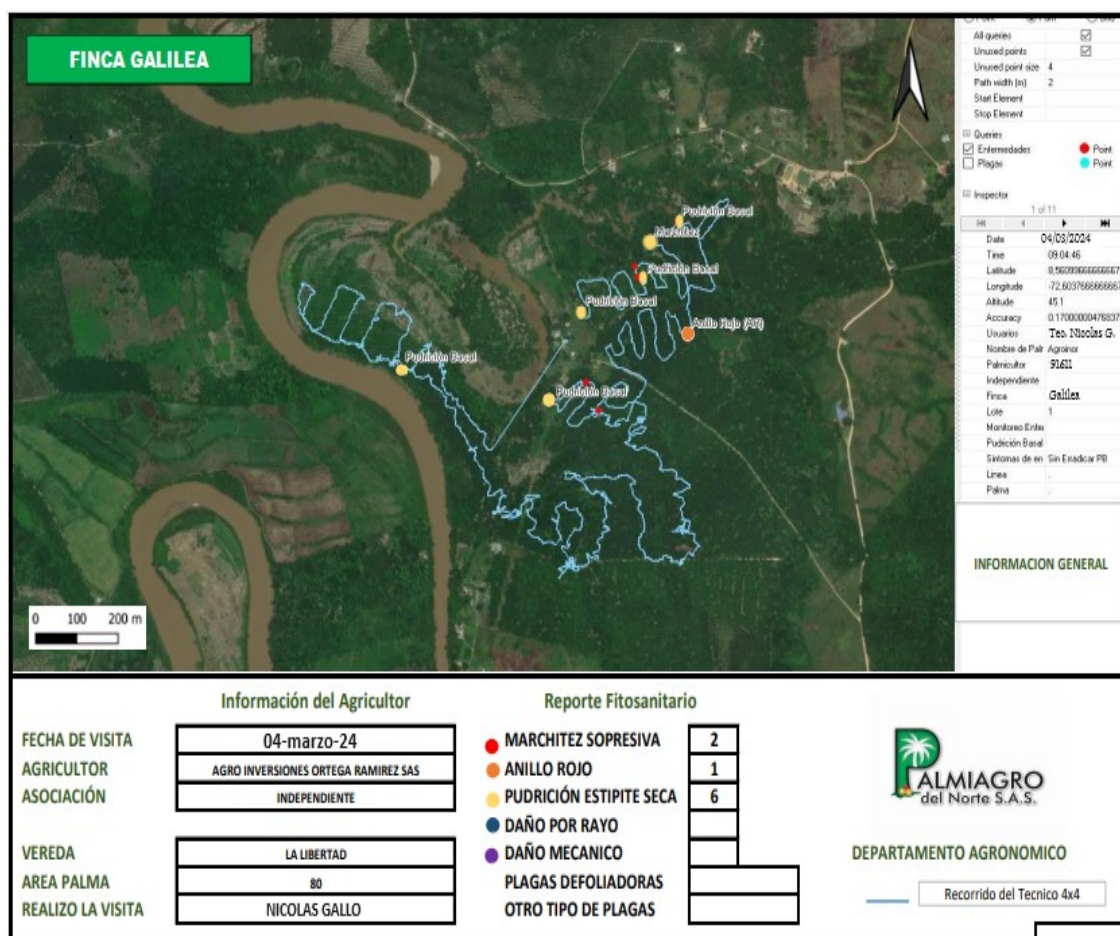 FINCA GALILEA
All queries
Unused points
Unused point size 4
Path width (m) 2
Start Element
Stop Element
Queries
Enfermedades Point
Plagas Point
Inspector
1 of 11
Date 04/03/2024
Time 09:04:46
Latitude
Longitude
Altitude 45.1
Accuracy 0.17000000476837
Usuarios Tec. Nicolas G.
Nombre de Palr Agroinor
Palmicultor 91611
Independiente
Finca Galilea
Lote 1
Monitoreo Enfer
Pudrición Basal
Sintomas de en Sin Erradicar PB
Linea .
Palma .
INFORMACION GENERAL
Pudrición Basal
Marchitez
Pudrición Basal
Pudrición Basal
Anillo Rojo (AR)
Pudrición Basal
Pudrición Basal
0 100 200 m
Información del Agricultor
FECHA DE VISITA 04-marzo-24
AGRICULTOR AGRO INVERSIONES ORTEGA RAMIREZ SAS
ASOCIACIÓN INDEPENDIENTE
VEREDA LA LIBERTAD
AREA PALMA 80
REALIZO LA VISITA NICOLAS GALLO
Reporte Fitosanitario
MARCHITEZ SOPRESIVA 2
ANILLO ROJO 1
PUDRICIÓN ESTIPITE SECA 6
DAÑO POR RAYO
DAÑO MECANICO
PLAGAS DEFOLIADORAS
OTRO TIPO DE PLAGAS
PALMIAGRO
del Norte S.A.S.
DEPARTAMENTO AGRONOMICO
Recorrido del Tecnico 4x4